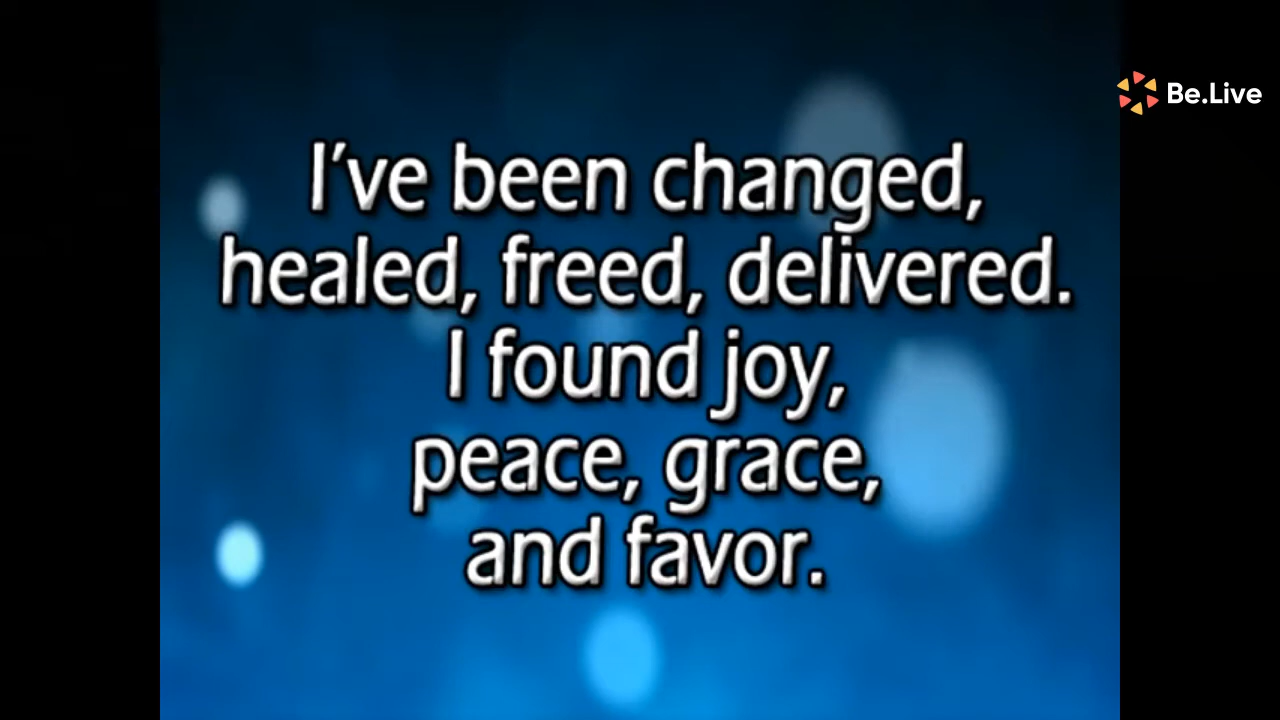 Be.Live
I've been changed,
healed, freed, delivered.
I found joy,
peace, grace,
and favor.